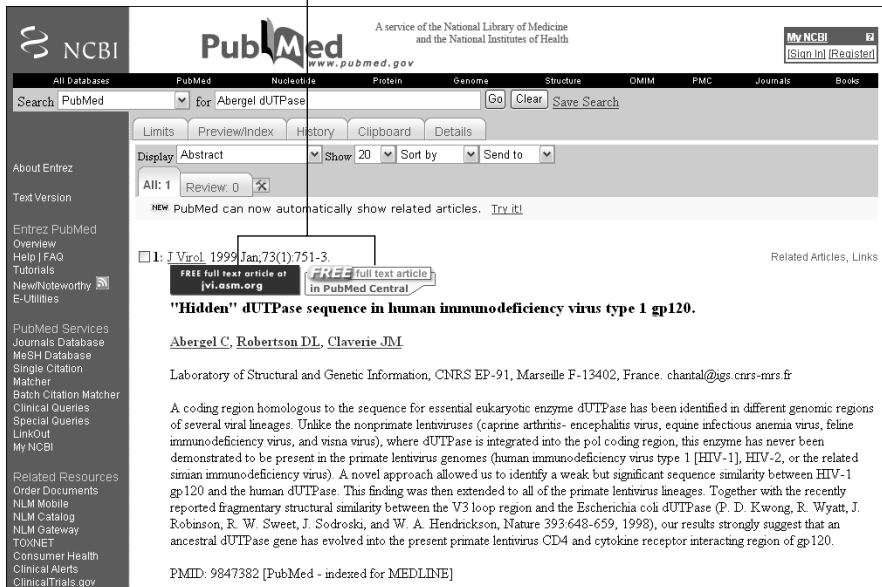 NCBI
PubMed
www.pubmed.gov
A service of the National Library of Medicine
and the National Institutes of Health
My NCBI
[Sign In] [Register]
All Databases PubMed Nucleotide Protein Genome Structure OMIM PMC Journals Books
Search PubMed for Abergel dUTPase Go Clear Save Search
Limits Preview/Index History Clipboard Details
Display Abstract Show 20 Sort by Send to
All: 1 Review: 0
NEW PubMed can now automatically show related articles. Try it!
About Entrez
Text Version
Entrez PubMed
Overview
Help | FAQ
Tutorials
New/Noteworthy
E-Utilities
PubMed Services
Journals Database
MeSH Database
Single Citation
Matcher
Batch Citation Matcher
Clinical Queries
Special Queries
LinkOut
My NCBI
Related Resources
Order Documents
NLM Mobile
NLM Catalog
NLM Gateway
TOXNET
Consumer Health
Clinical Alerts
ClinicalTrials.gov
1: J Virol. 1999 Jan;73(1):751-3. Related Articles, Links
FREE full text article at
jvi.asm.org
FREE full text article
in PubMed Central
"Hidden" dUTPase sequence in human immunodeficiency virus type 1 gp120.
Abergel C, Robertson DL, Claverie JM.
Laboratory of Structural and Genetic Information, CNRS EP-91, Marseille F-13402, France. chantal@igs.cnrs-mrs.fr
A coding region homologous to the sequence for essential eukaryotic enzyme dUTPase has been identified in different genomic regions
of several viral lineages. Unlike the nonprimate lentiviruses (caprine arthritis- encephalitis virus, equine infectious anemia virus, feline
immunodeficiency virus, and visna virus), where dUTPase is integrated into the pol coding region, this enzyme has never been
demonstrated to be present in the primate lentivirus genomes (human immunodeficiency virus type 1 [HIV-1], HIV-2, or the related
simian immunodeficiency virus). A novel approach allowed us to identify a weak but significant sequence similarity between HIV-1
gp120 and the human dUTPase. This finding was then extended to all of the primate lentivirus lineages. Together with the recently
reported fragmentary structural similarity between the V3 loop region and the Escherichia coli dUTPase (P. D. Kwong, R. Wyatt, J.
Robinson, R. W. Sweet, J. Sodroski, and W. A. Hendrickson, Nature 393:648-659, 1998), our results strongly suggest that an
ancestral dUTPase gene has evolved into the present primate lentivirus CD4 and cytokine receptor interacting region of gp120.
PMID: 9847382 [PubMed - indexed for MEDLINE]